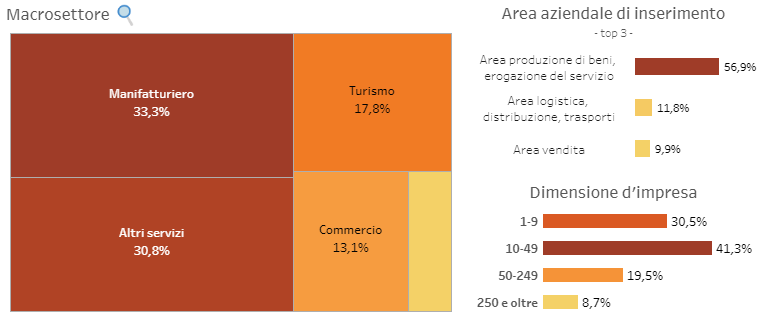 Macrosettore
Manifatturiero
33,3%
Turismo
17,8%
Altri servizi
30,8%
Commercio
13,1%
Area aziendale di inserimento
- top 3 -
Area produzione di beni,
erogazione del servizio
56,9%
Area logistica,
distribuzione, trasporti
11,8%
Area vendita
9,9%
Dimensione d'impresa
1-9
30,5%
10-49
41,3%
50-249
19,5%
250 e oltre
8,7%